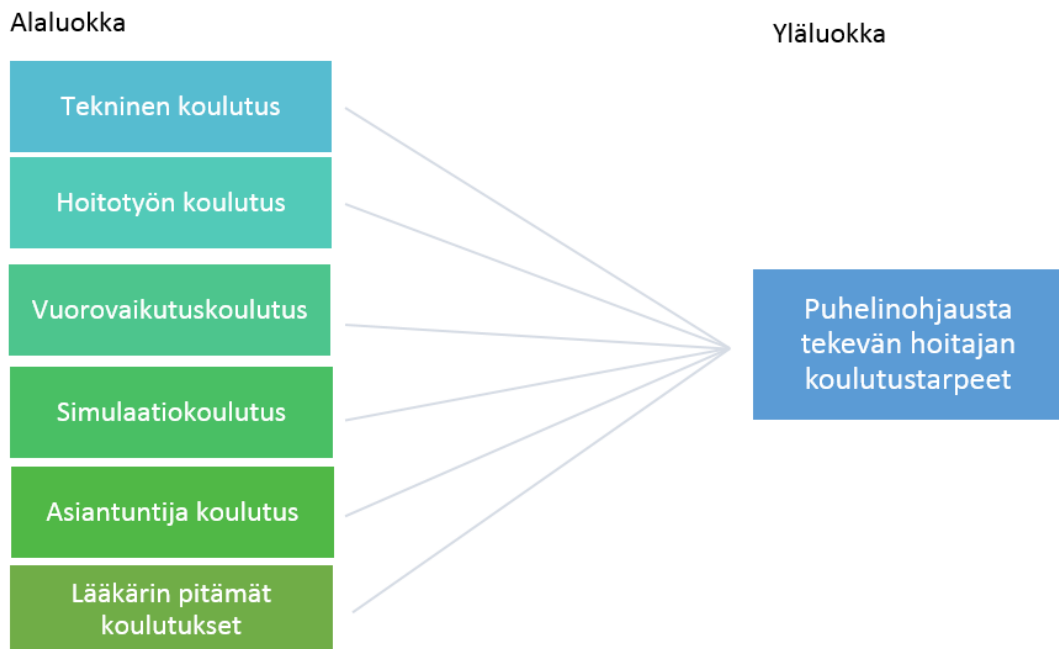 Alaluokka
Yläluokka
Tekninen koulutus
Hoitotyön koulutus
Vuorovaikutuskoulutus
Simulaatiokoulutus
Asiantuntija koulutus
Lääkärin pitämät
koulutukset
Puhelinohjausta
tekevän hoitajan
koulutustarpeet